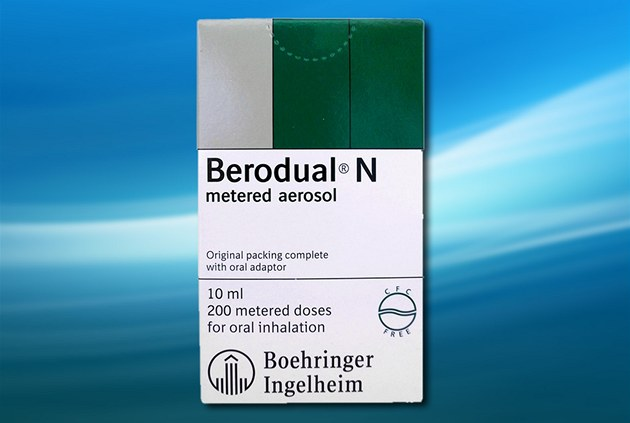 Berodual® N
metered aerosol
Original packing complete
with oral adaptor
10 ml
200 metered doses
for oral inhalation
CFC
FREE
Boehringer
Ingelheim